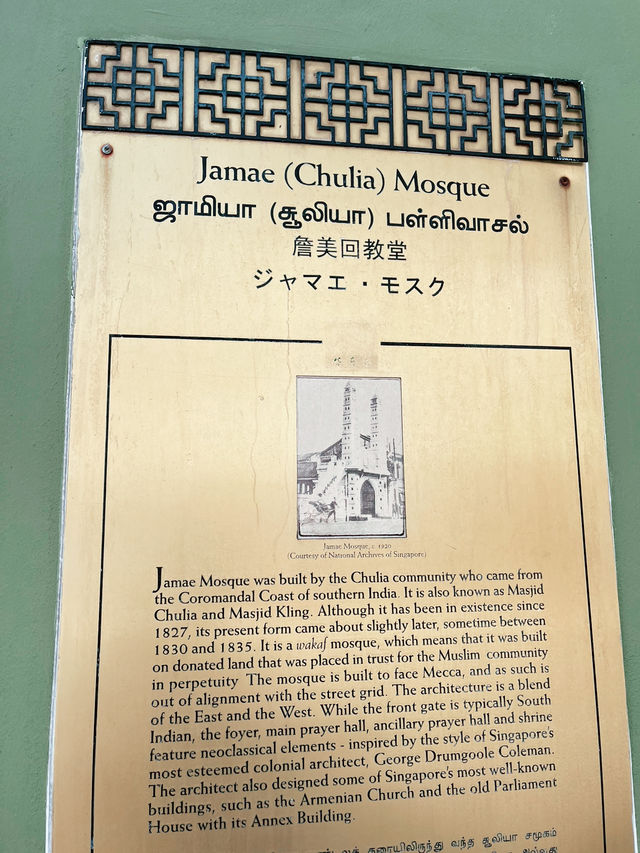 Jamae (Chulia) Mosque
ஜாமியா (சூலியா) பள்ளிவாசல்
詹美回教堂
ジャマエ・モスク
Jamae Mosque, c. 1920
(Courtesy of National Archives of Singapore)
Jamae Mosque was built by the Chulia community who came from
the Coromandal Coast of southern India. It is also known as Masjid
Chulia and Masjid Kling. Although it has been in existence since
1827, its present form came about slightly later, sometime between
1830 and 1835. It is a wakaf mosque, which means that it was built
on donated land that was placed in trust for the Muslim community
in perpetuity The mosque is built to face Mecca, and as such is
out of alignment with the street grid. The architecture is a blend
of the East and the West. While the front gate is typically South
Indian, the foyer, main prayer hall, ancillary prayer hall and shrine
feature neoclassical elements - inspired by the style of Singapore's
most esteemed colonial architect, George Drumgoole Coleman.
The architect also designed some of Singapore's most well-known
buildings, such as the Armenian Church and the old Parliament
House with its Annex Building.
கரையிலிருந்து வந்த சூலியா சமூகம்